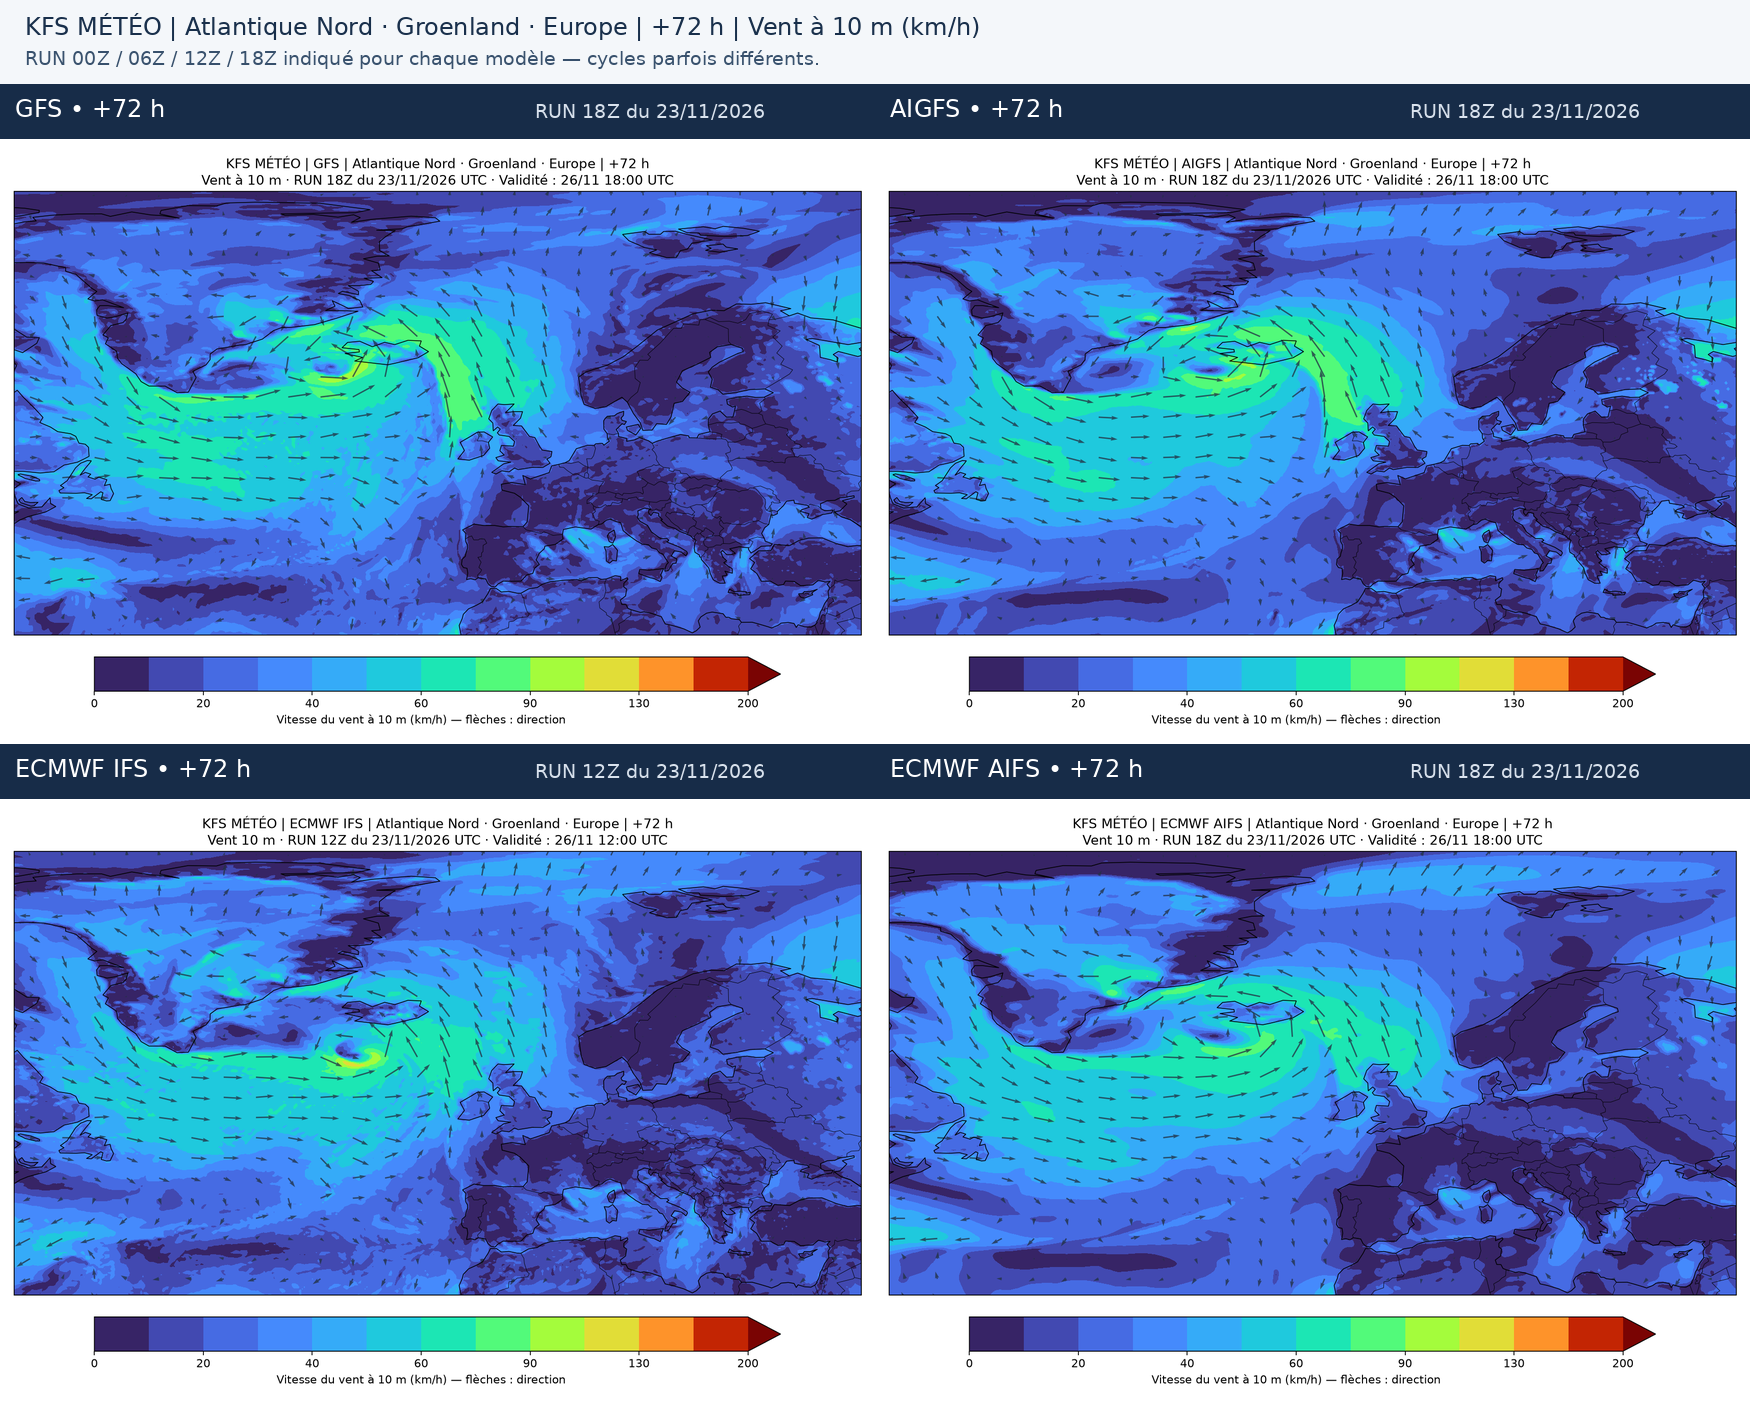 KFS MÉTÉO | Atlantique Nord · Groenland · Europe | +72 h | Vent à 10 m (km/h)
RUN 00Z / 06Z / 12Z / 18Z indiqué pour chaque modèle — cycles parfois différents.
GFS • +72 h
RUN 18Z du 23/11/2026
KFS MÉTÉO | GFS | Atlantique Nord · Groenland · Europe | +72 h
Vent à 10 m · RUN 18Z du 23/11/2026 UTC · Validité : 26/11 18:00 UTC
0 20 40 60 90 130 200
Vitesse du vent à 10 m (km/h) — flèches : direction
AIGFS • +72 h
RUN 18Z du 23/11/2026
KFS MÉTÉO | AIGFS | Atlantique Nord · Groenland · Europe | +72 h
Vent à 10 m · RUN 18Z du 23/11/2026 UTC · Validité : 26/11 18:00 UTC
0 20 40 60 90 130 200
Vitesse du vent à 10 m (km/h) — flèches : direction
ECMWF IFS • +72 h
RUN 12Z du 23/11/2026
KFS MÉTÉO | ECMWF IFS | Atlantique Nord · Groenland · Europe | +72 h
Vent 10 m · RUN 12Z du 23/11/2026 UTC · Validité : 26/11 12:00 UTC
0 20 40 60 90 130 200
Vitesse du vent à 10 m (km/h) — flèches : direction
ECMWF AIFS • +72 h
RUN 18Z du 23/11/2026
KFS MÉTÉO | ECMWF AIFS | Atlantique Nord · Groenland · Europe | +72 h
Vent 10 m · RUN 18Z du 23/11/2026 UTC · Validité : 26/11 18:00 UTC
0 20 40 60 90 130 200
Vitesse du vent à 10 m (km/h) — flèches : direction